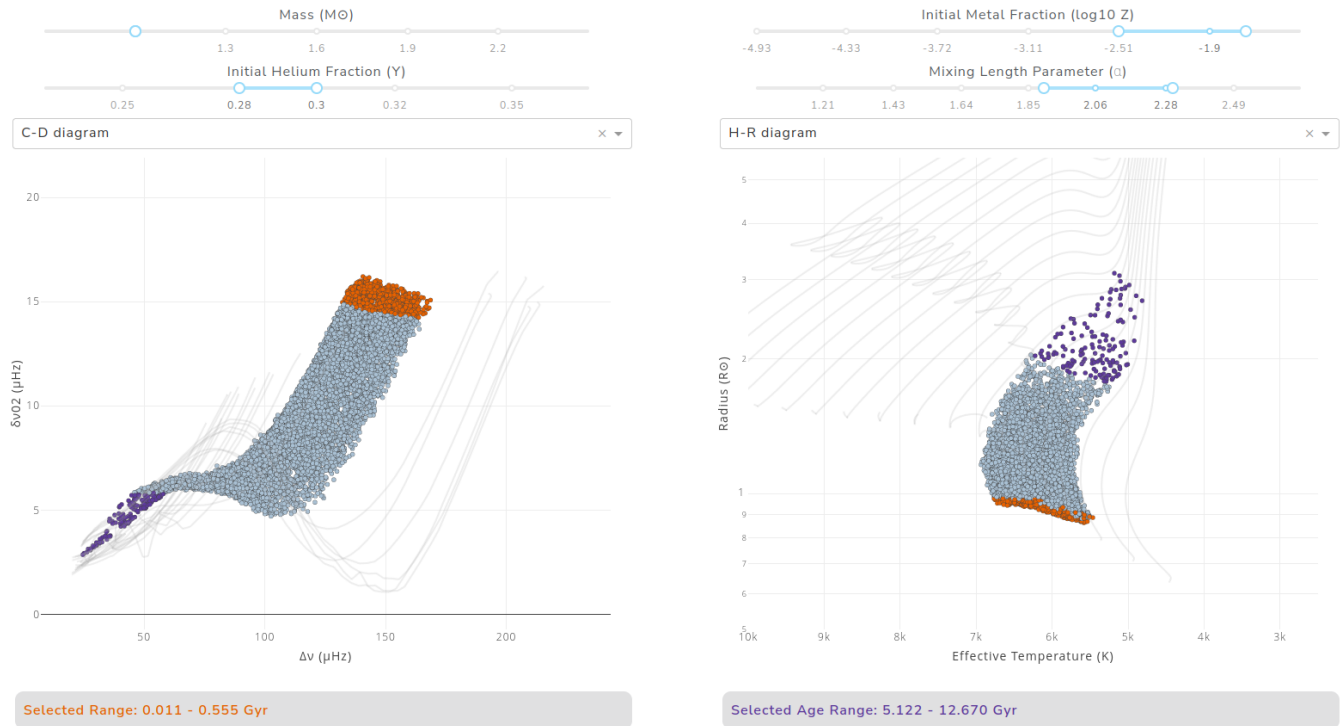 Mass (M⊙)
1.3 1.6 1.9 2.2
Initial Helium Fraction (Y)
0.25 0.28 0.3 0.32 0.35
C-D diagram
20
15
10
5
0
δν02 (μHz)
50 100 150 200
Δν (μHz)
Selected Range: 0.011 - 0.555 Gyr
Initial Metal Fraction (log10 Z)
-4.93 -4.33 -3.72 -3.11 -2.51 -1.9
Mixing Length Parameter (α)
1.21 1.43 1.64 1.85 2.06 2.28 2.49
H-R diagram
5
4
3
2
1
9
8
7
6
5
Radius (R⊙)
10k 9k 8k 7k 6k 5k 4k 3k
Effective Temperature (K)
Selected Age Range: 5.122 - 12.670 Gyr